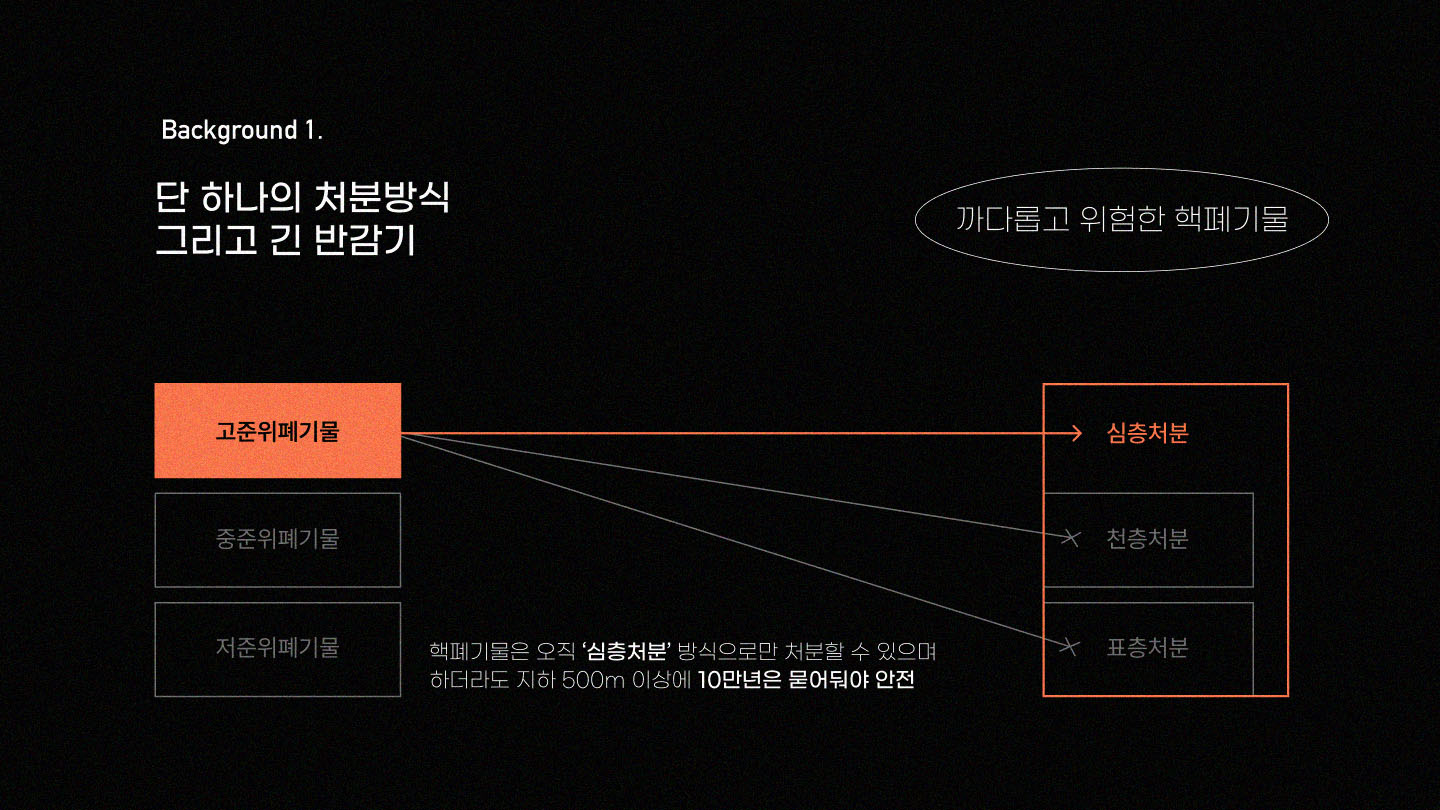 Background 1.
단 하나의 처분방식
그리고 긴 반감기
까다롭고 위험한 핵폐기물
고준위폐기물
심층처분
중준위폐기물
천층처분
저준위폐기물
표층처분
핵폐기물은 오직 ‘심층처분’ 방식으로만 처분할 수 있으며
하더라도 지하 500m 이상에 10만년은 묻어둬야 안전